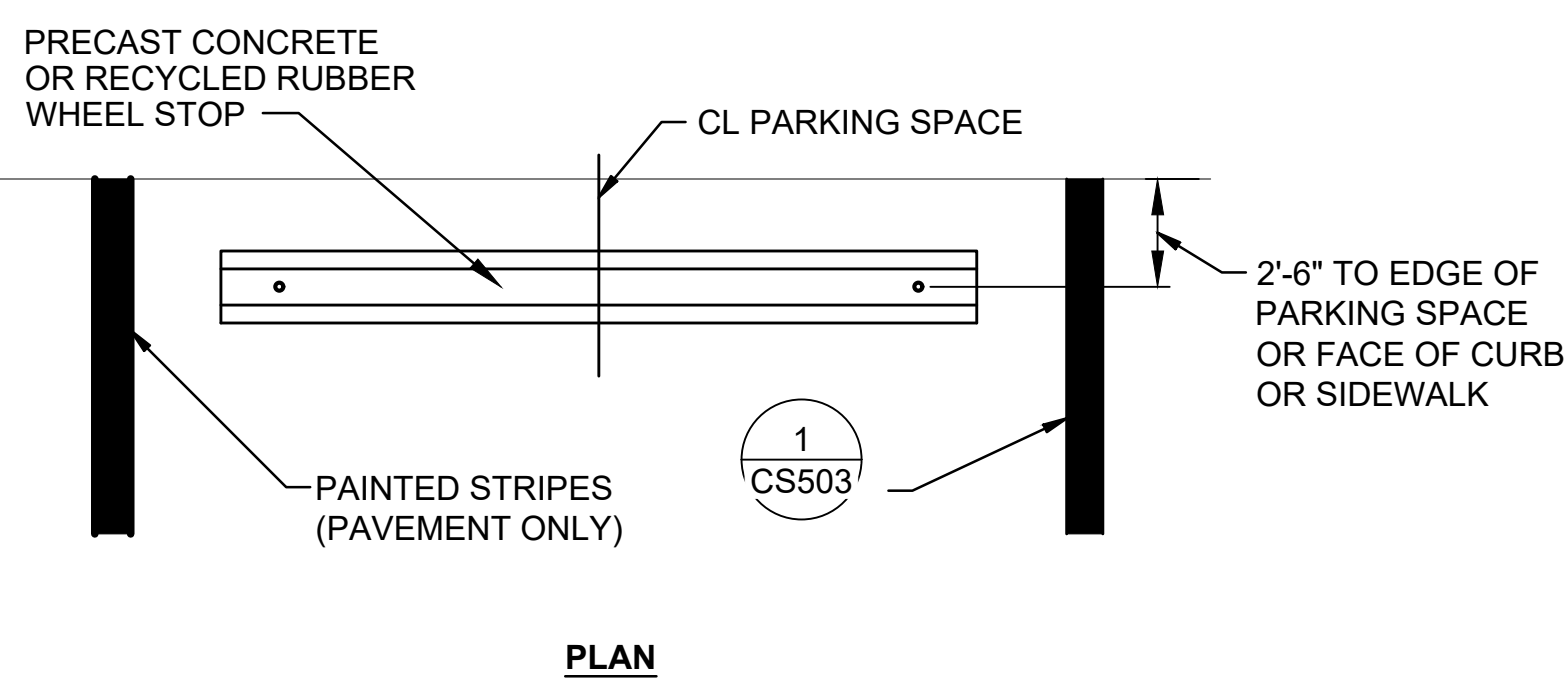 PRECAST CONCRETE
OR RECYCLED RUBBER
WHEEL STOP
CL PARKING SPACE
2'-6" TO EDGE OF
PARKING SPACE
OR FACE OF CURB
OR SIDEWALK
1
CS503
PAINTED STRIPES
(PAVEMENT ONLY)
PLAN